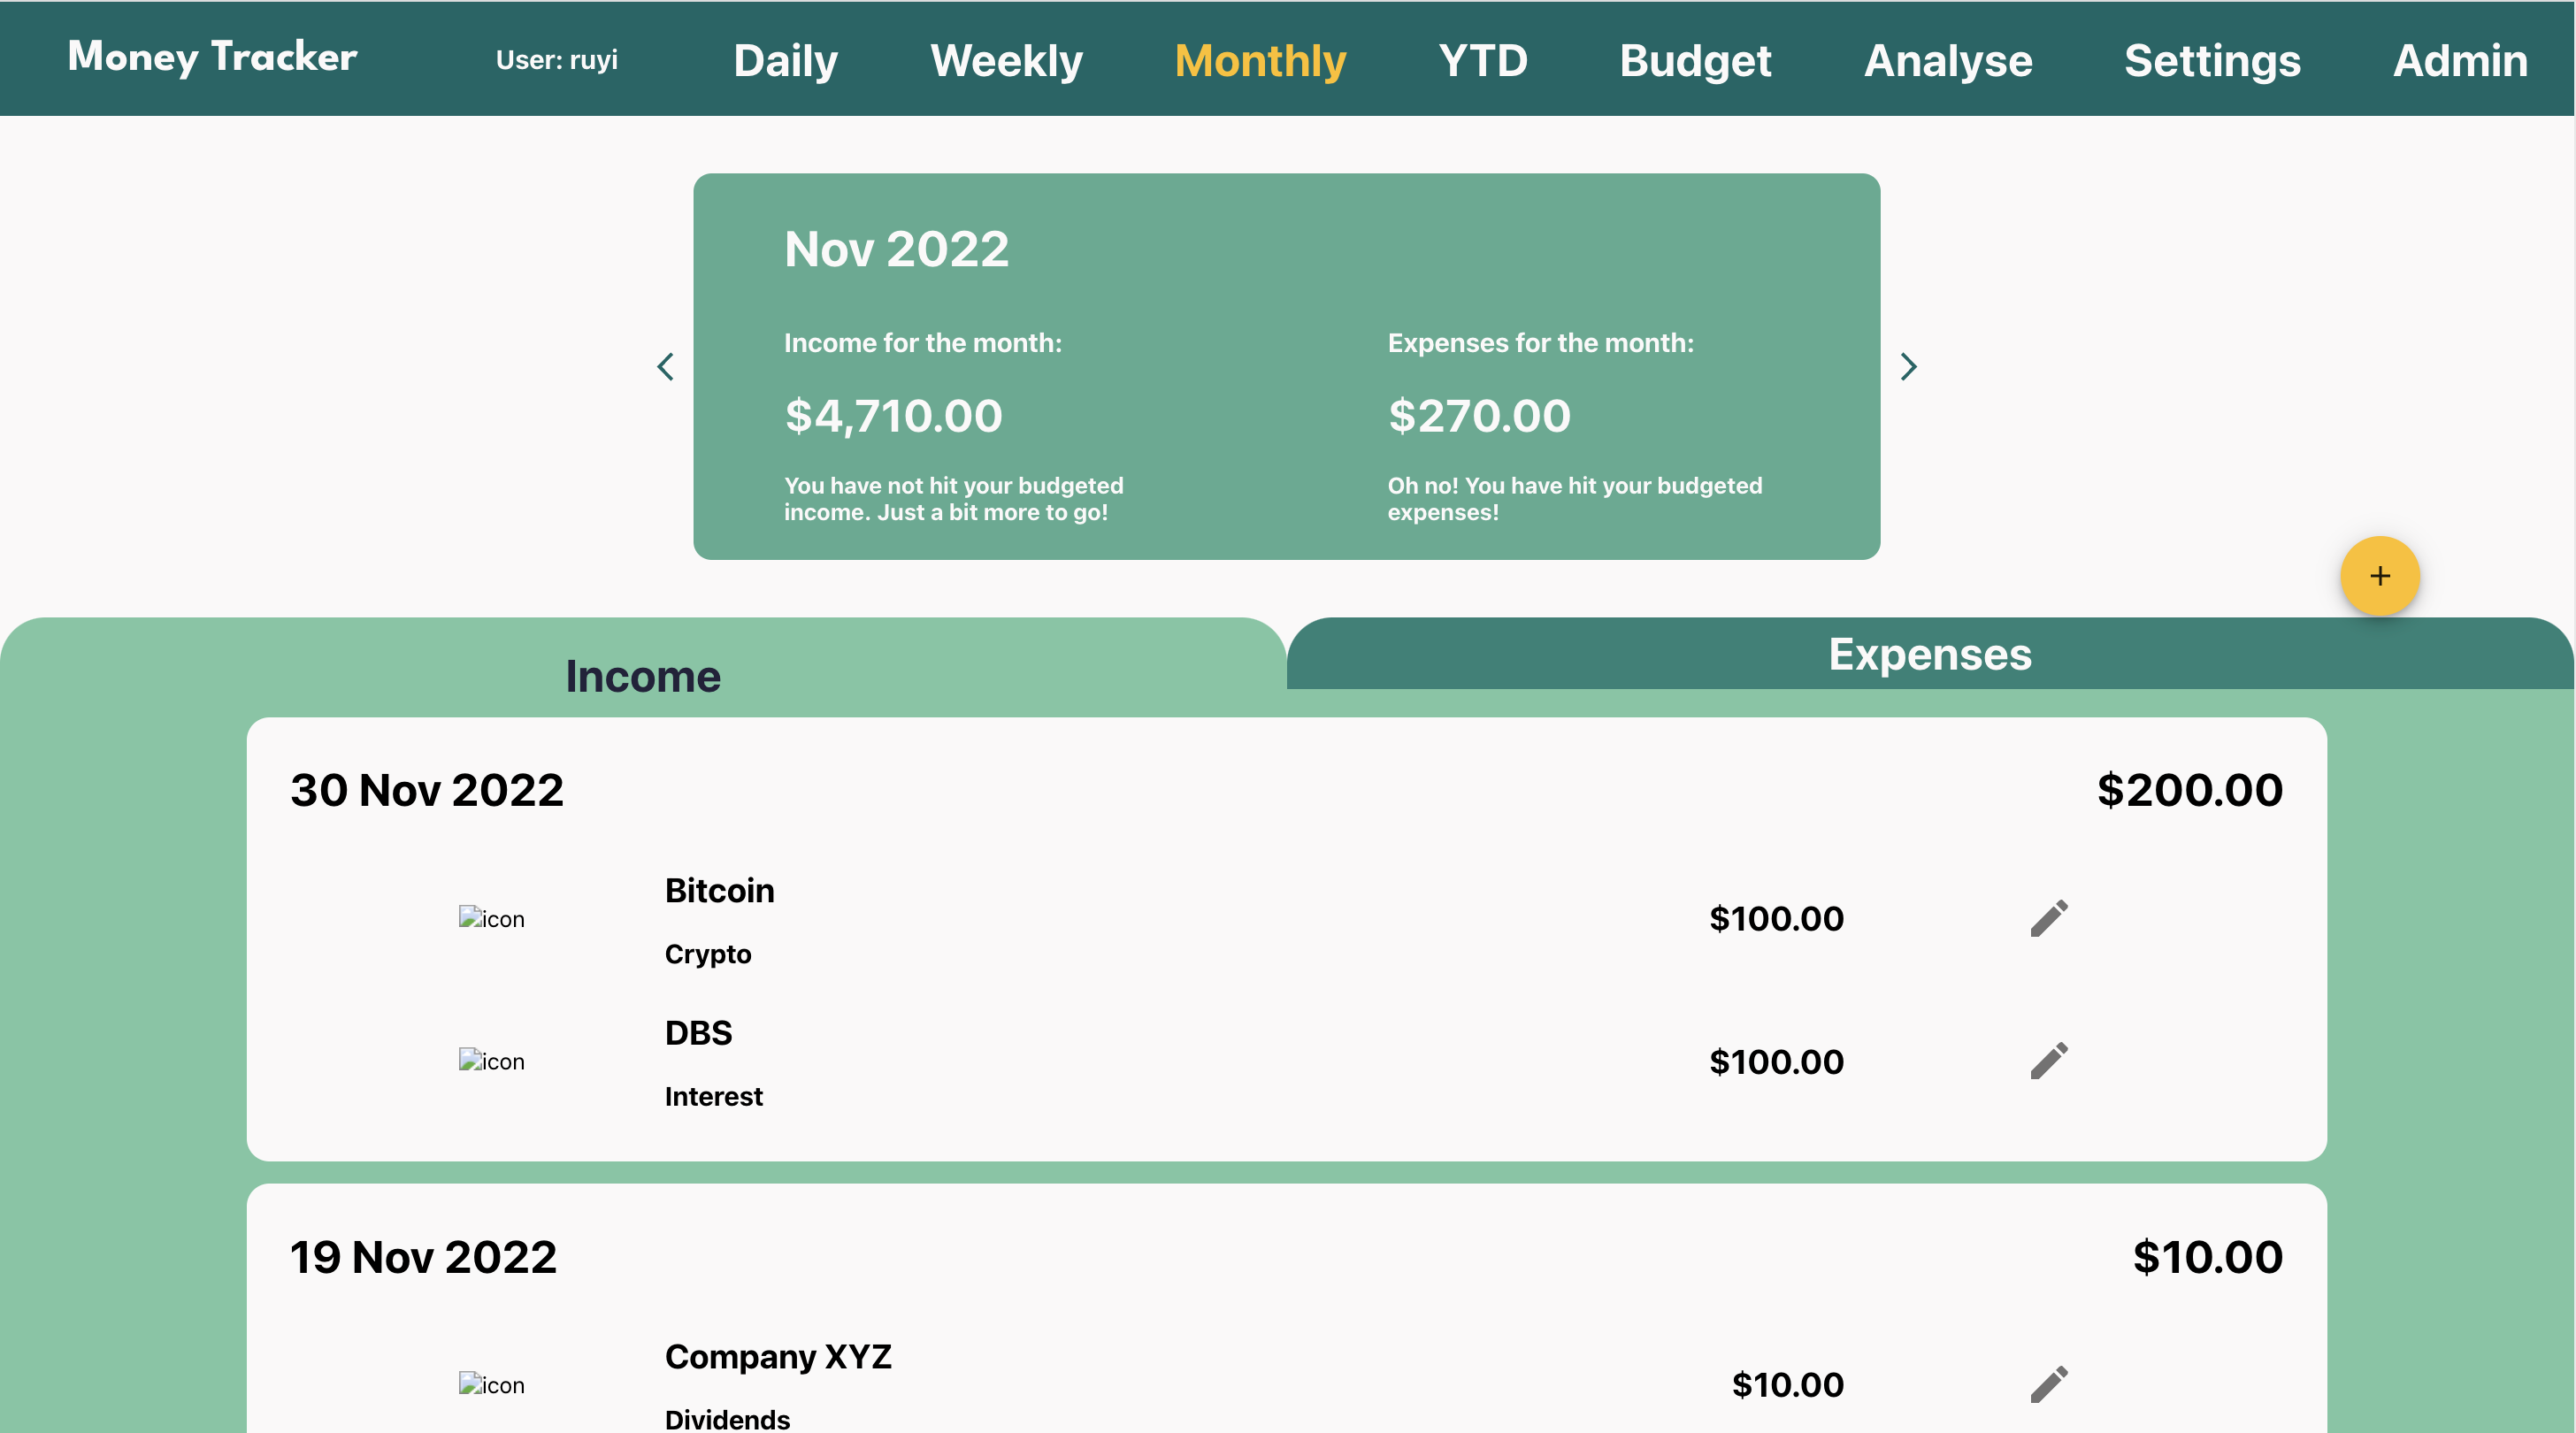 Money Tracker
User: ruyi
Daily
Weekly
Monthly
YTD
Budget
Analyse
Settings
Admin
Nov 2022
Income for the month:
$4,710.00
You have not hit your budgeted
income. Just a bit more to go!
Expenses for the month:
$270.00
Oh no! You have hit your budgeted
expenses!
+
Income
Expenses
30 Nov 2022
$200.00
icon
Bitcoin
Crypto
$100.00
icon
DBS
Interest
$100.00
19 Nov 2022
$10.00
icon
Company XYZ
Dividends
$10.00